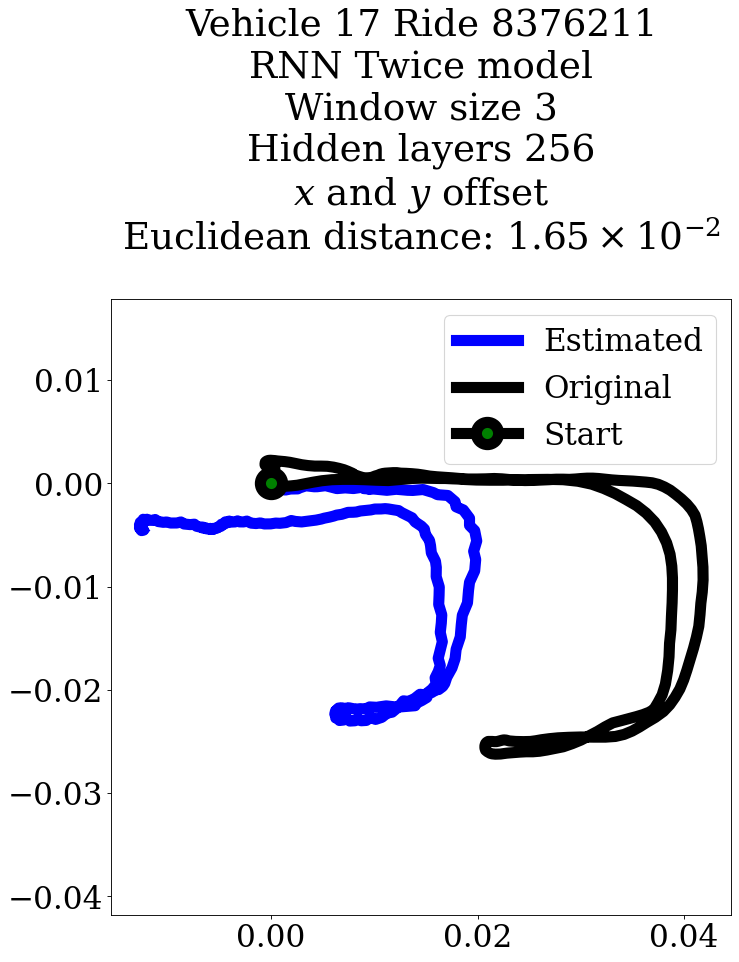 Vehicle 17 Ride 8376211
RNN Twice model
Window size 3
Hidden layers 256
x and y offset
Euclidean distance: 1.65 × 10⁻²
Estimated
Original
Start
0.01
0.00
−0.01
−0.02
−0.03
−0.04
0.00 0.02 0.04